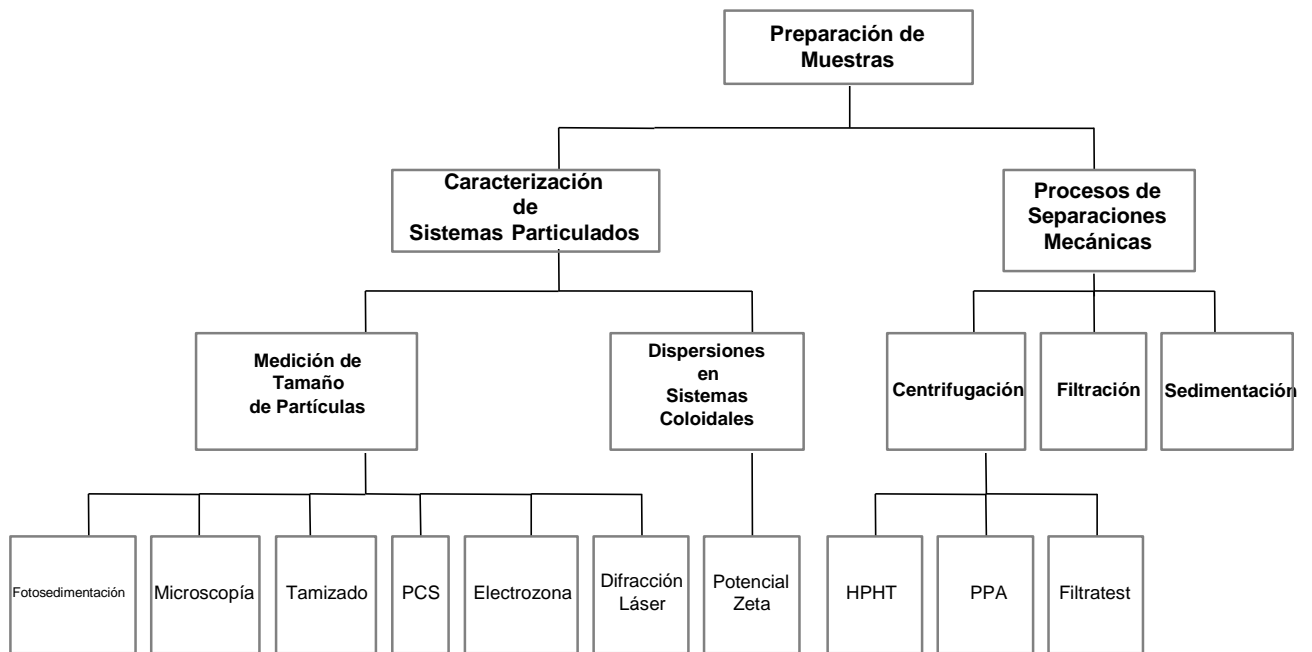 Preparación de
Muestras
Caracterización
de
Sistemas Particulados
Procesos de
Separaciones
Mecánicas
Medición de
Tamaño
de Partículas
Dispersiones
en
Sistemas
Coloidales
Centrifugación
Filtración
Sedimentación
Fotosedimentación
Microscopía
Tamizado
PCS
Electrozona
Difracción
Láser
Potencial
Zeta
HPHT
PPA
Filtratest